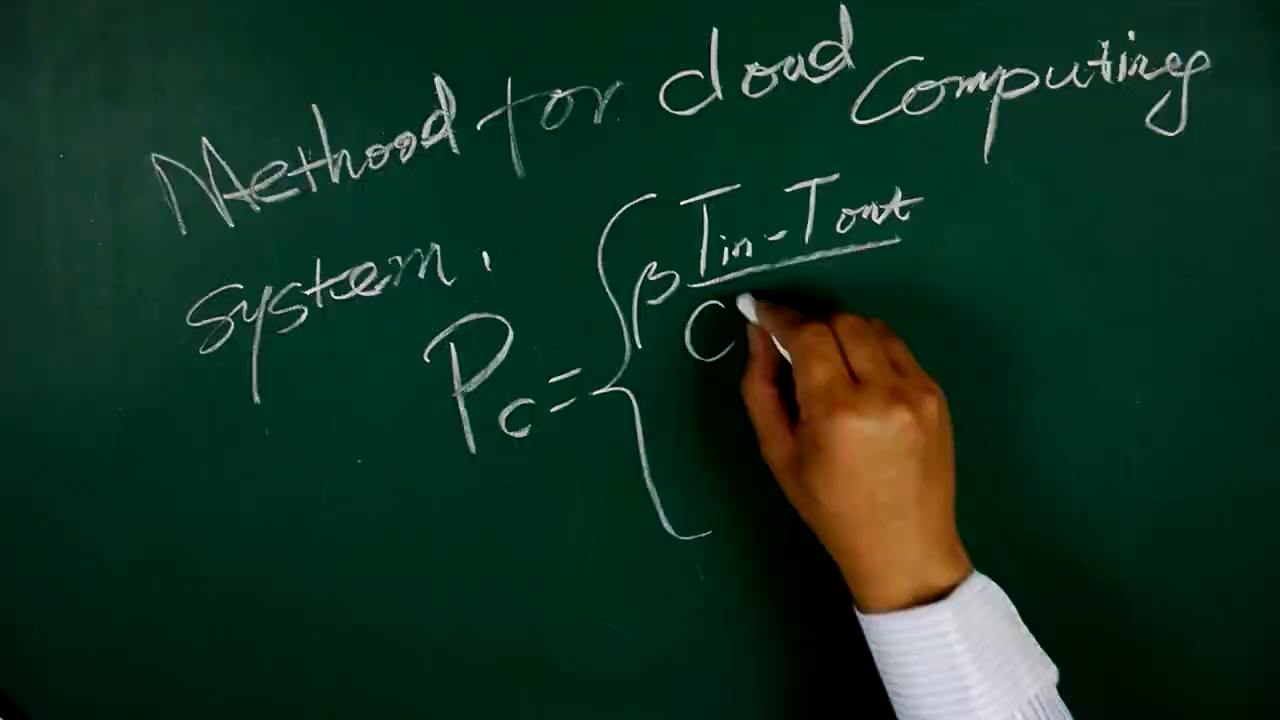 Method for cloud Computing
system.
Pc = { β Tin - Tout / C